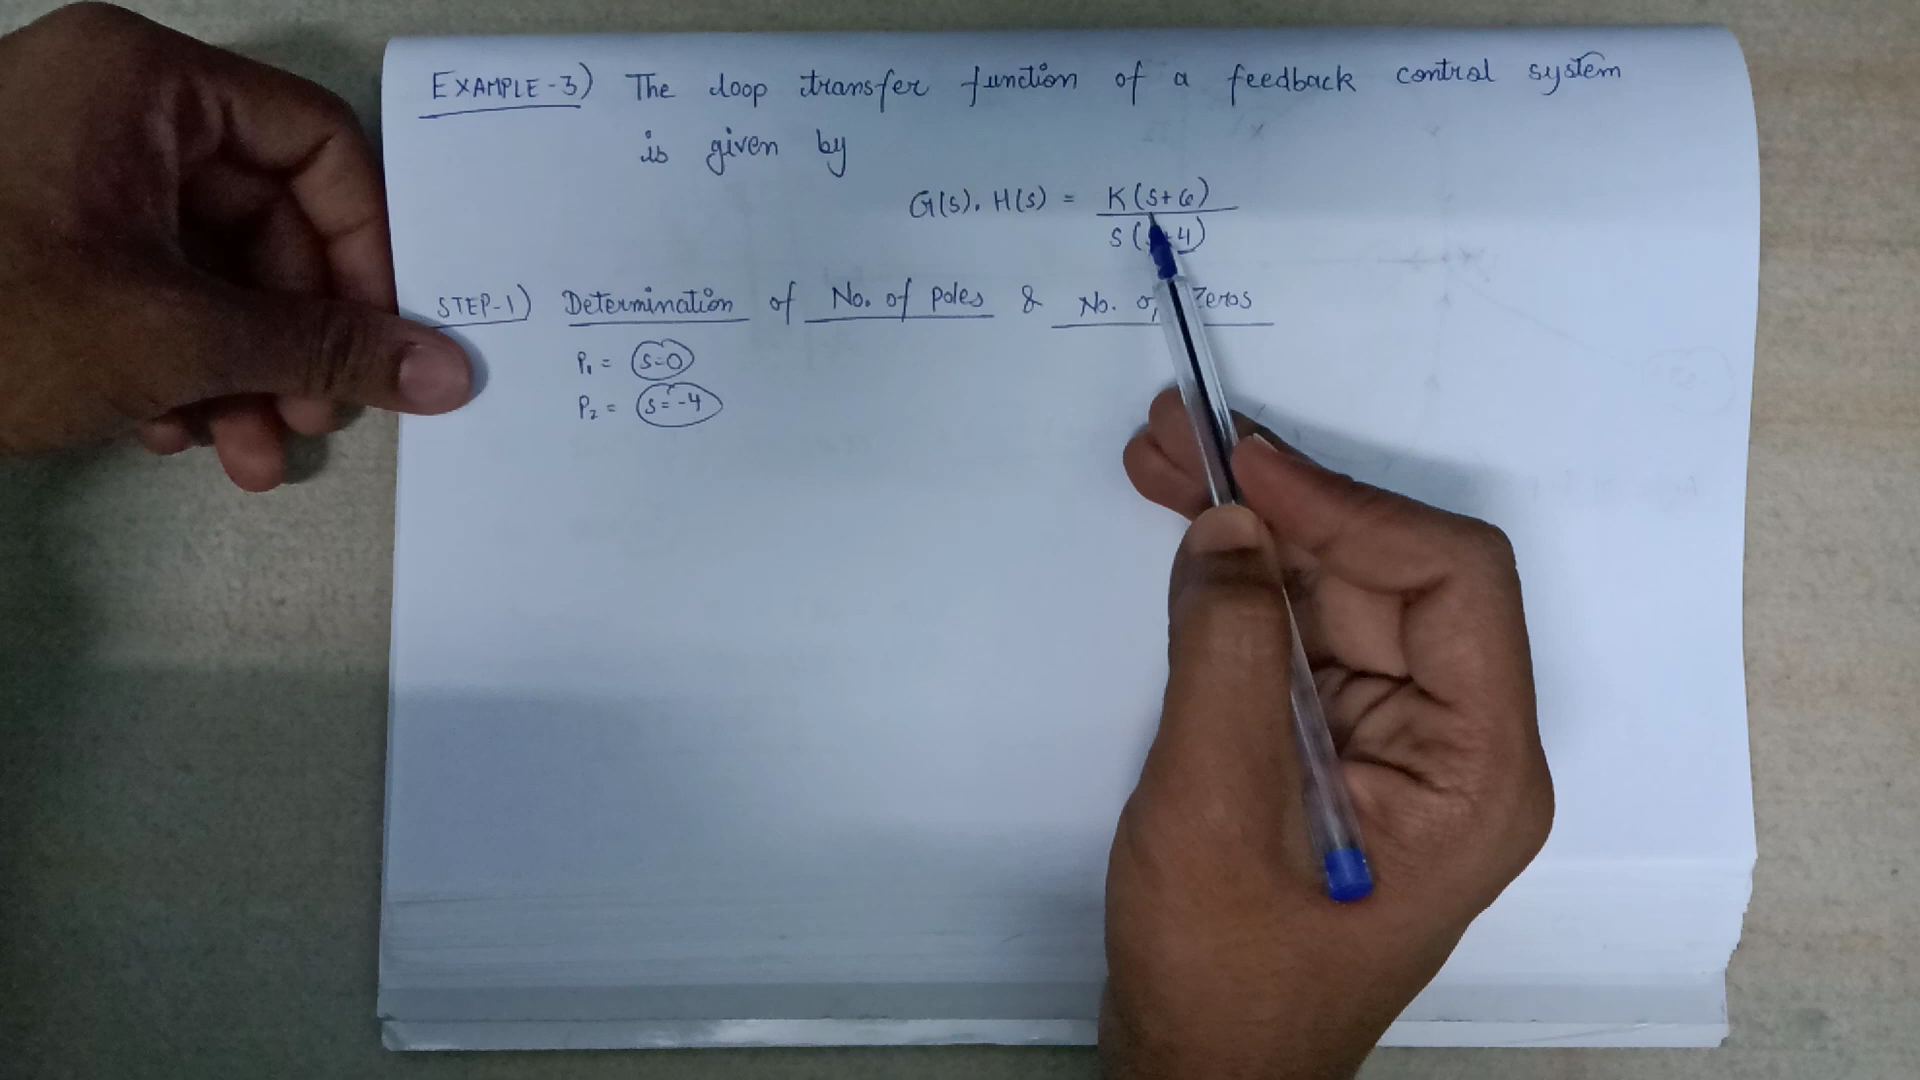 EXAMPLE-3) The loop transfer function of a feedback control system
is given by
G(s). H(s) = K(s+6)
s( +4)
STEP-1) Determination of No. of poles & No. of Zeros
P₁ = s=0
P₂ = s=-4